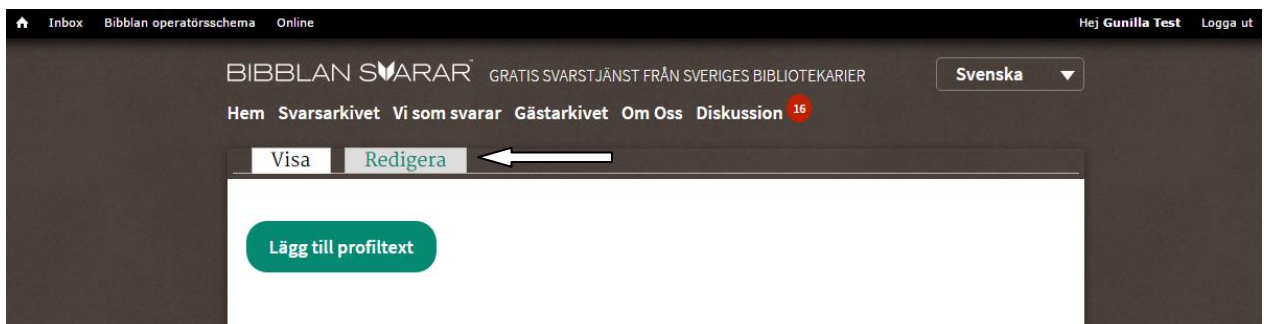 Inbox Bibblan operatörsschema Online Hej Gunilla Test Logga ut
BIBBLAN SVARAR GRATIS SVARSTJÄNST FRÅN SVERIGES BIBLIOTEKARIER Svenska
Hem Svarsarkivet Vi som svarar Gästarkivet Om Oss Diskussion 16
Visa Redigera
Lägg till profiltext